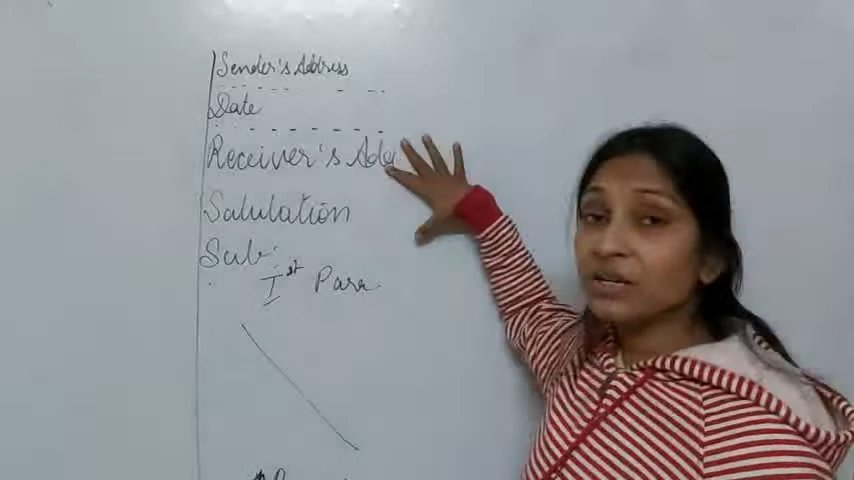 Sender's Address
Date
Receiver's Add
Salutation
Sub:
Ist Para